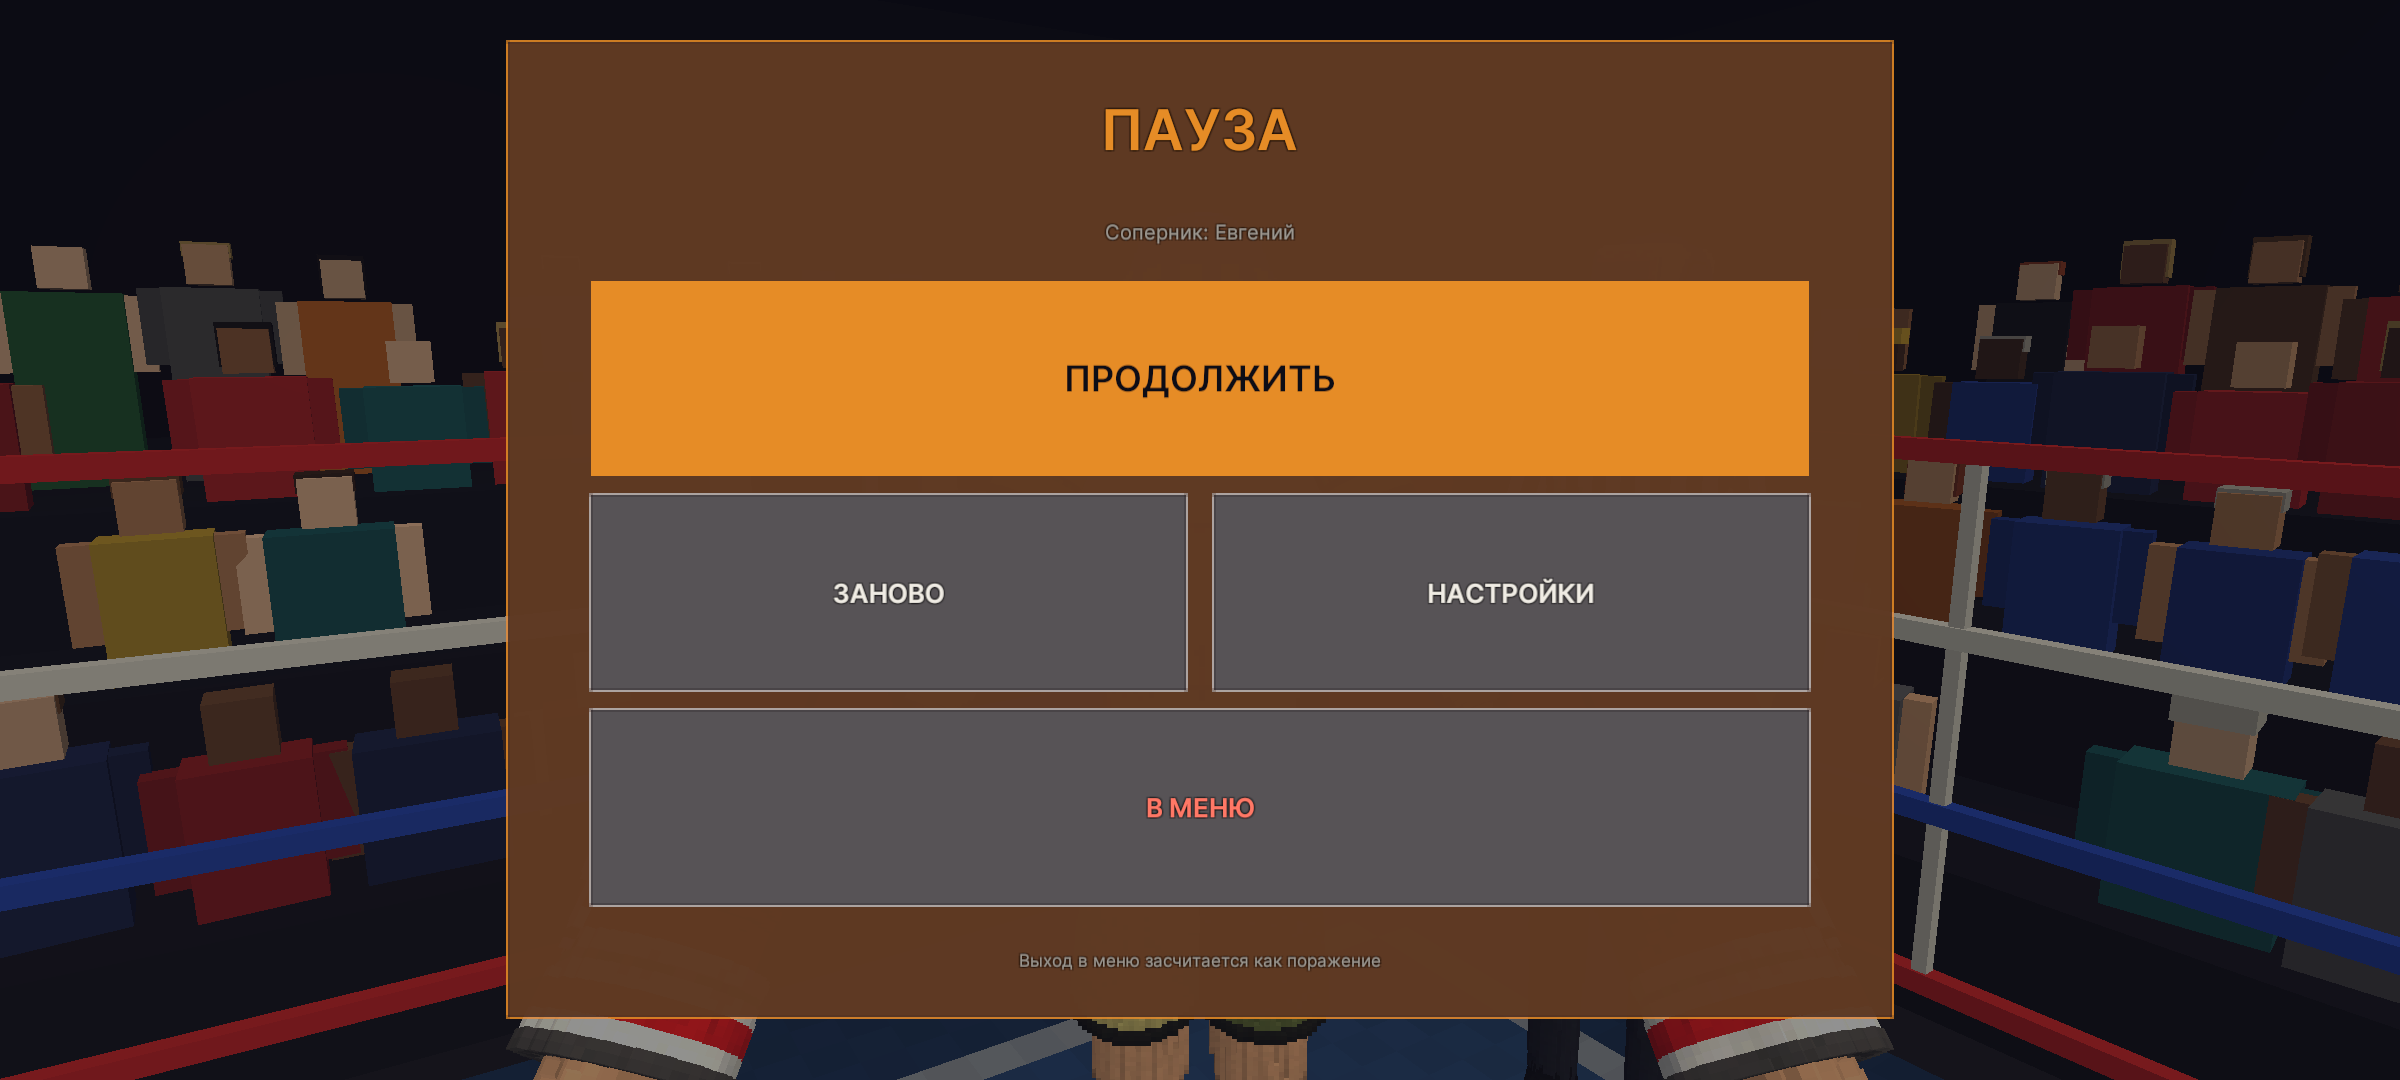 ПАУЗА
Соперник: Евгений
ПРОДОЛЖИТЬ
ЗАНОВО
НАСТРОЙКИ
В МЕНЮ
Выход в меню засчитается как поражение